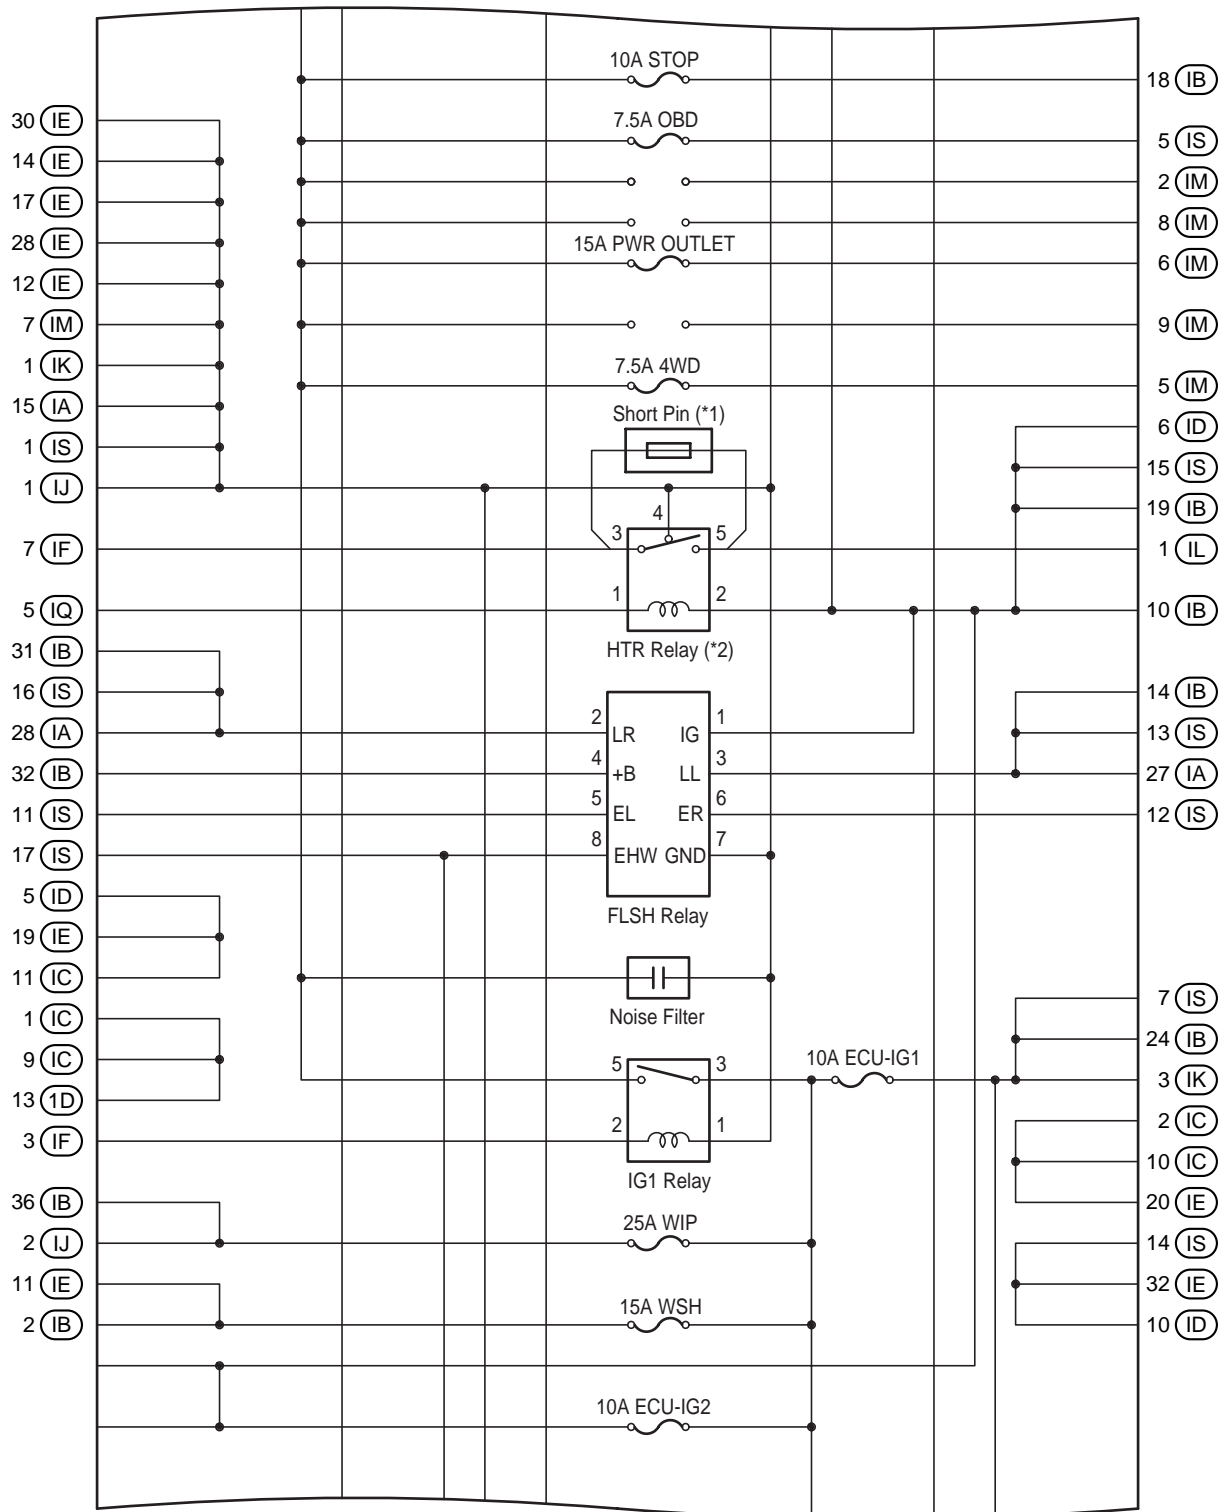 10A STOP
18 IB
7.5A OBD
30 IE
5 IS
14 IE
2 IM
17 IE
8 IM
28 IE
15A PWR OUTLET
6 IM
12 IE
7 IM
9 IM
1 IK
7.5A 4WD
5 IM
15 IA
Short Pin (*1)
6 ID
1 IS
15 IS
1 IJ
19 IB
4
3
5
7 IF
1 IL
1
2
5 IQ
10 IB
31 IB
HTR Relay (*2)
16 IS
14 IB
28 IA
2
LR
IG
1
13 IS
32 IB
4
+B
LL
3
27 IA
11 IS
5
EL
ER
6
12 IS
17 IS
8
EHW
GND
7
5 ID
FLSH Relay
19 IE
11 IC
7 IS
1 IC
Noise Filter
24 IB
9 IC
5
3
10A ECU-IG1
3 IK
13 1D
2 IC
3 IF
2
1
10 IC
IG1 Relay
36 IB
20 IE
25A WIP
2 IJ
14 IS
11 IE
32 IE
15A WSH
2 IB
10 ID
10A ECU-IG2